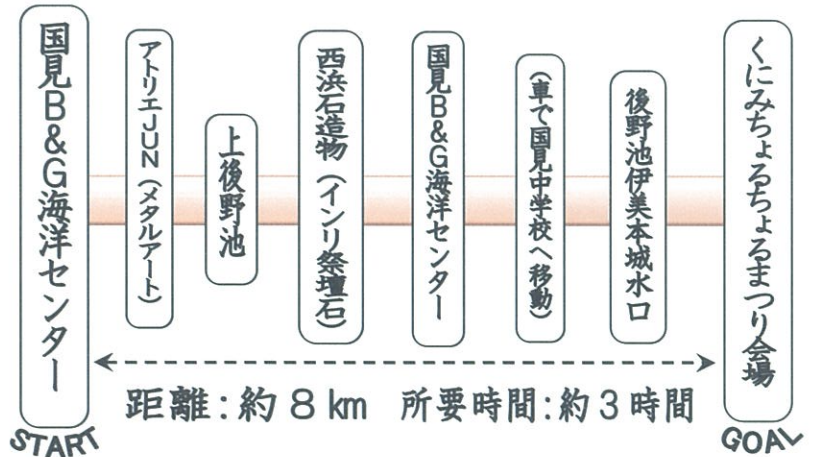 国見B&G海洋センター
アトリエJUN(メタルアート)
上後野池
西浜石造物(インリ祭壇石)
国見B&G海洋センター
(車で国見中学校へ移動)
後野池伊美本城水口
くにみちょるちょるまつり会場
距離:約8km 所要時間:約3時間
START
GOAL